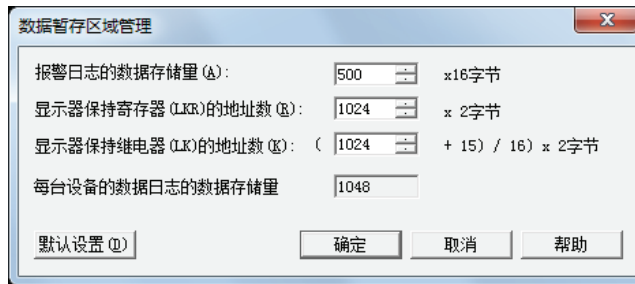 数据暂存区域管理
报警日志的数据存储量(A): 500 x16字节
显示器保持寄存器(LKR)的地址数(R): 1024 x 2字节
显示器保持继电器(LK)的地址数(K): ( 1024 + 15) / 16) x 2字节
每台设备的数据日志的数据存储量 1048
默认设置(D) 确定 取消 帮助